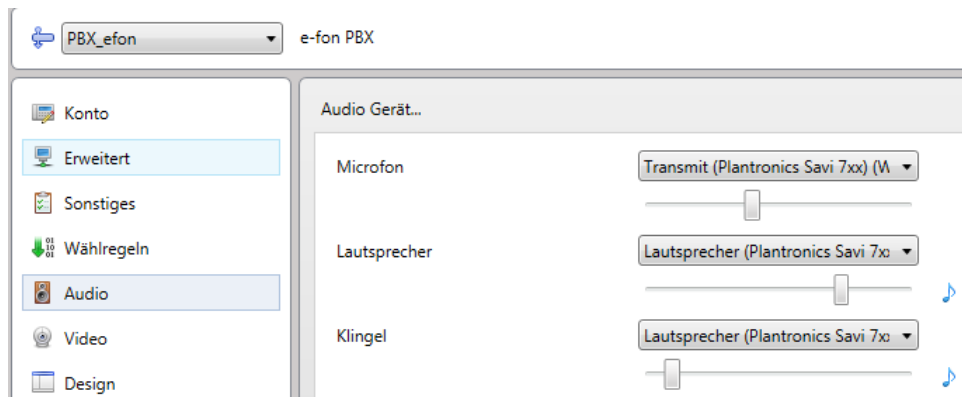 PBX_efon e-fon PBX
Konto
Erweitert
Sonstiges
Wählregeln
Audio
Video
Design
Audio Gerät...
Microfon Transmit (Plantronics Savi 7xx) (W
Lautsprecher Lautsprecher (Plantronics Savi 7x
Klingel Lautsprecher (Plantronics Savi 7x